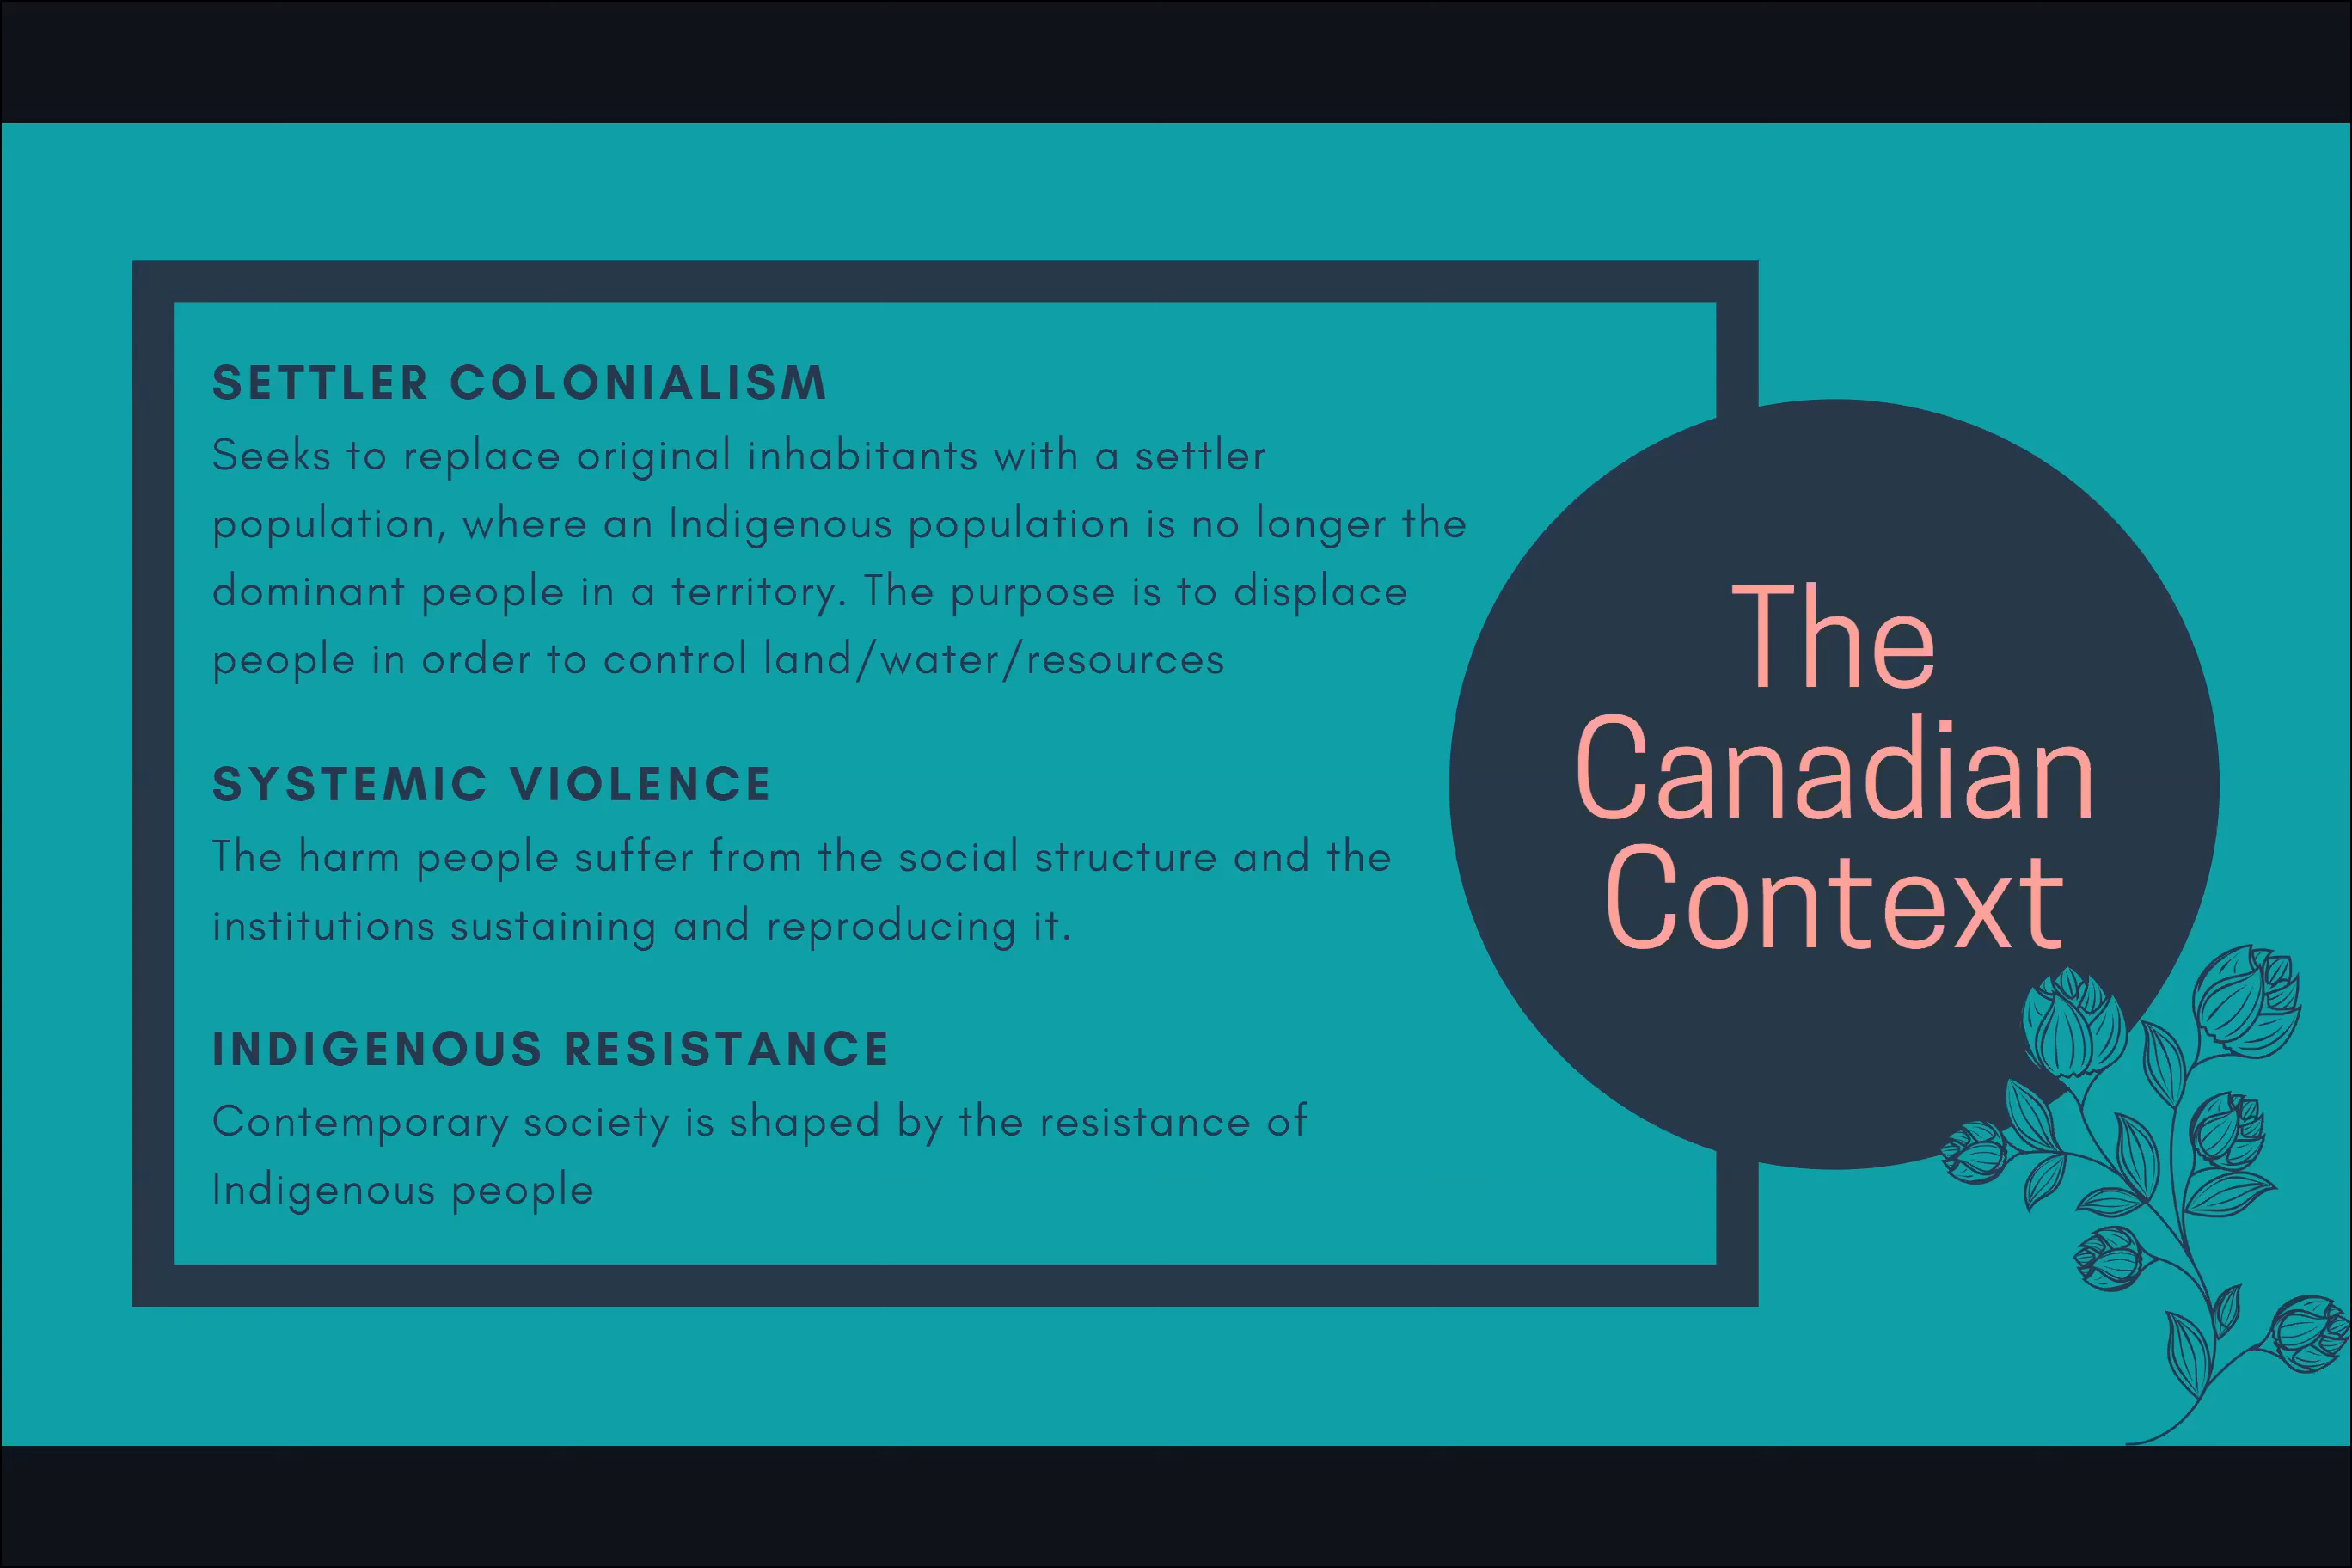 SETTLER COLONIALISM
Seeks to replace original inhabitants with a settler
population, where an Indigenous population is no longer the
dominant people in a territory. The purpose is to displace
people in order to control land/water/resources
SYSTEMIC VIOLENCE
The harm people suffer from the social structure and the
institutions sustaining and reproducing it.
INDIGENOUS RESISTANCE
Contemporary society is shaped by the resistance of
Indigenous people
The
Canadian
Context